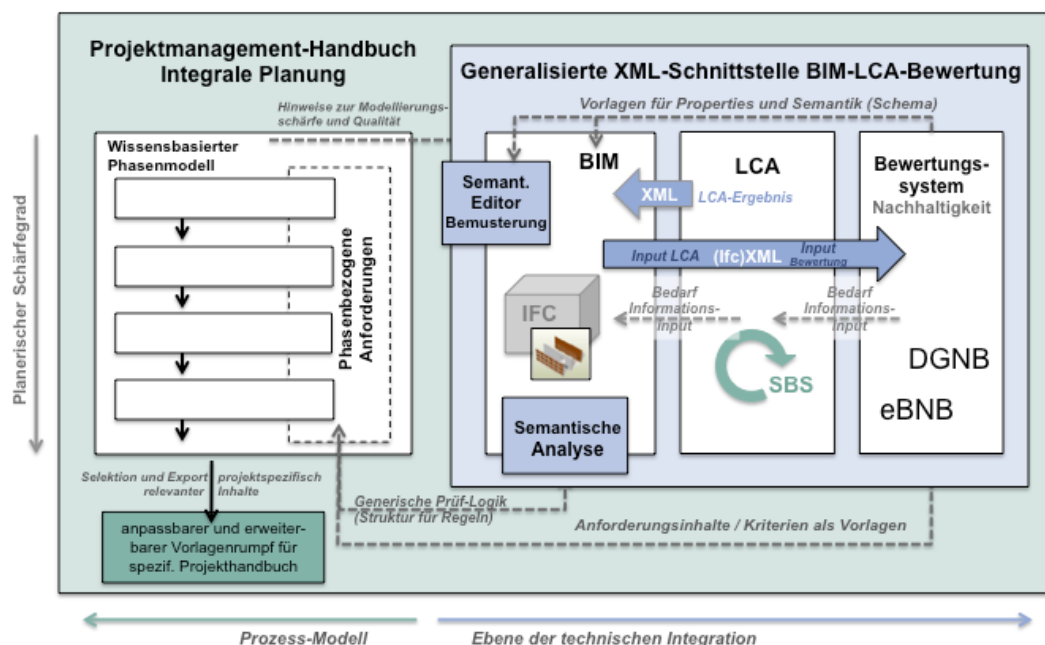 Projektmanagement-Handbuch
Integrale Planung
Generalisierte XML-Schnittstelle BIM-LCA-Bewertung
Hinweise zur Modellierungs-
schärfe und Qualität
Vorlagen für Properties und Semantik (Schema)
Planerischer Schärfegrad
Wissensbasierter
Phasenmodell
Phasenbezogene
Anforderungen
BIM
LCA
Bewertungs-
system
Nachhaltigkeit
Semant.
Editor
Bemusterung
XML
LCA-Ergebnis
Input LCA
(Ifc)XML
Input
Bewertung
Bedarf
Informations-
input
Bedarf
Informations-
Input
IFC
SBS
DGNB
eBNB
Semantische
Analyse
Selektion und Export
relevanter
projektspezifisch
Inhalte
Generische Prüf-Logik
(Struktur für Regeln)
Anforderungsinhalte / Kriterien als Vorlagen
anpassbarer und erweiter-
barer Vorlagenrumpf für
spezif. Projekthandbuch
Prozess-Modell
Ebene der technischen Integration